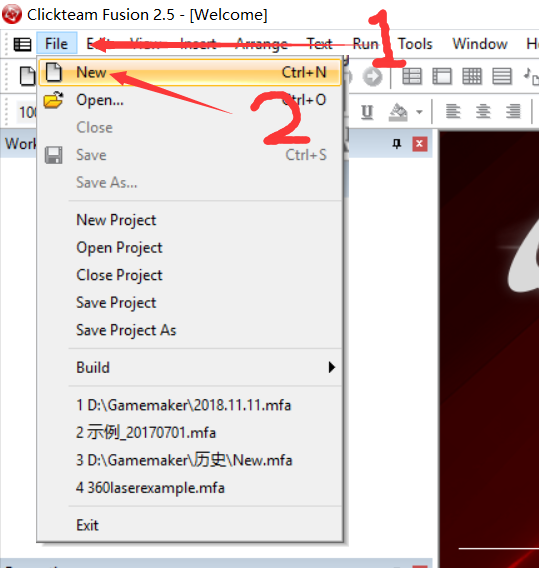 Clickteam Fusion 2.5 - [Welcome]
File Edit View Insert Arrange Text Run Tools Window
1
New Ctrl+N
2
Open... Ctrl+O
100
U
Close
Save Ctrl+S
Save As...
New Project
Open Project
Close Project
Save Project
Save Project As
Build
1 D:\Gamemaker\2018.11.11.mfa
2 示例_20170701.mfa
3 D:\Gamemaker\历史\New.mfa
4 360laserexample.mfa
Exit